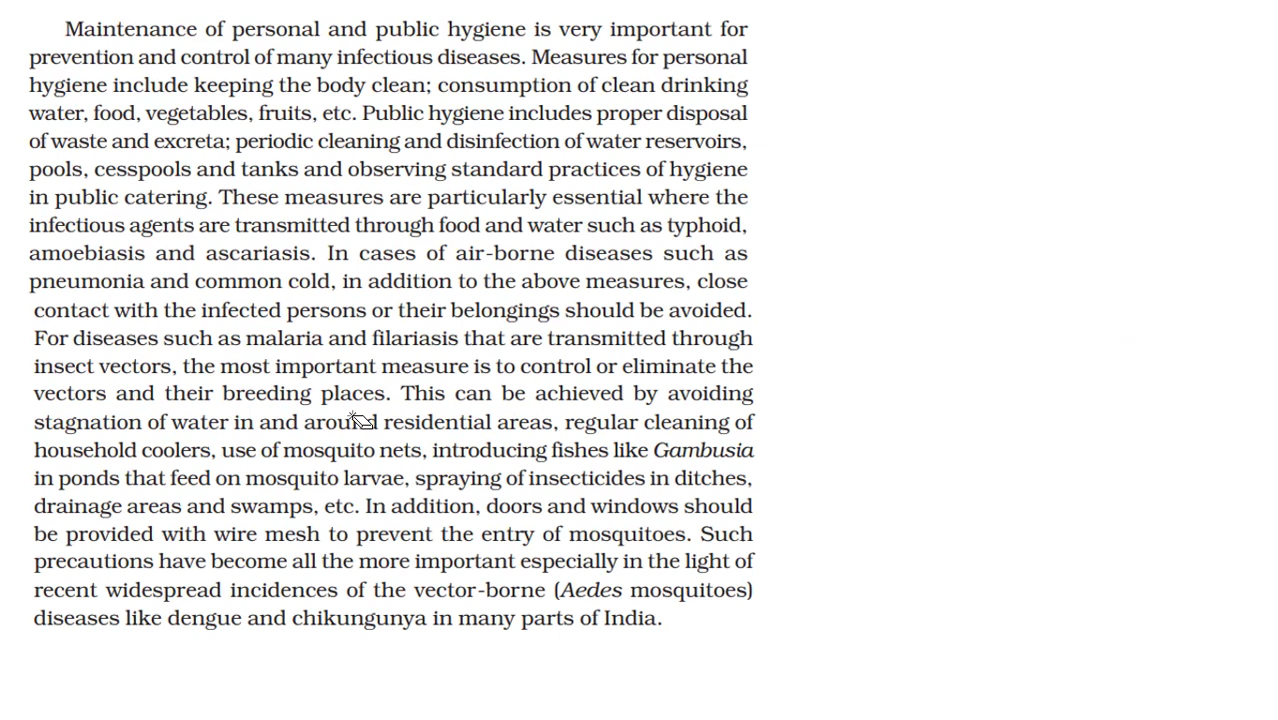 Maintenance of personal and public hygiene is very important for
prevention and control of many infectious diseases. Measures for personal
hygiene include keeping the body clean; consumption of clean drinking
water, food, vegetables, fruits, etc. Public hygiene includes proper disposal
of waste and excreta; periodic cleaning and disinfection of water reservoirs,
pools, cesspools and tanks and observing standard practices of hygiene
in public catering. These measures are particularly essential where the
infectious agents are transmitted through food and water such as typhoid,
amoebiasis and ascariasis. In cases of air-borne diseases such as
pneumonia and common cold, in addition to the above measures, close
contact with the infected persons or their belongings should be avoided.
For diseases such as malaria and filariasis that are transmitted through
insect vectors, the most important measure is to control or eliminate the
vectors and their breeding places. This can be achieved by avoiding
stagnation of water in and around residential areas, regular cleaning of
household coolers, use of mosquito nets, introducing fishes like Gambusia
in ponds that feed on mosquito larvae, spraying of insecticides in ditches,
drainage areas and swamps, etc. In addition, doors and windows should
be provided with wire mesh to prevent the entry of mosquitoes. Such
precautions have become all the more important especially in the light of
recent widespread incidences of the vector-borne (Aedes mosquitoes)
diseases like dengue and chikungunya in many parts of India.